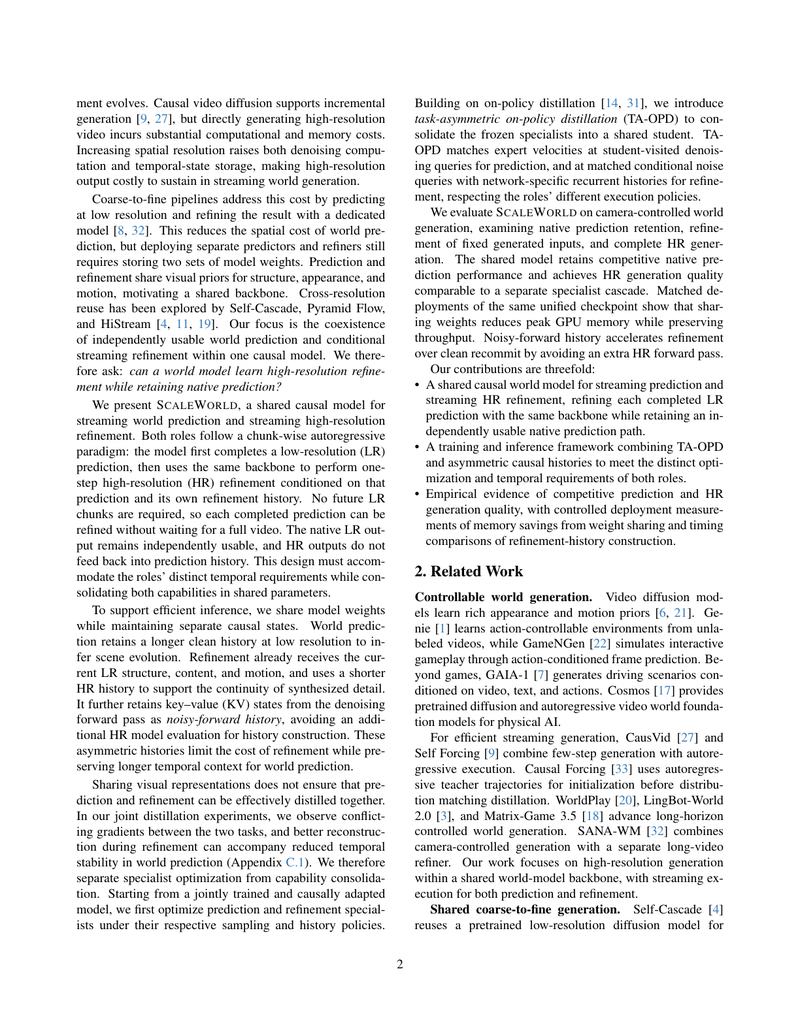 ment evolves. Causal video diffusion supports incremental
generation [9, 27], but directly generating high-resolution
video incurs substantial computational and memory costs.
Increasing spatial resolution raises both denoising compu-
tation and temporal-state storage, making high-resolution
output costly to sustain in streaming world generation.
Coarse-to-fine pipelines address this cost by predicting
at low resolution and refining the result with a dedicated
model [8, 32]. This reduces the spatial cost of world pre-
diction, but deploying separate predictors and refiners still
requires storing two sets of model weights. Prediction and
refinement share visual priors for structure, appearance, and
motion, motivating a shared backbone. Cross-resolution
reuse has been explored by Self-Cascade, Pyramid Flow,
and HiStream [4, 11, 19]. Our focus is the coexistence
of independently usable world prediction and conditional
streaming refinement within one causal model. We there-
fore ask: can a world model learn high-resolution refine-
ment while retaining native prediction?
We present SCALEWORLD, a shared causal model for
streaming world prediction and streaming high-resolution
refinement. Both roles follow a chunk-wise autoregressive
paradigm: the model first completes a low-resolution (LR)
prediction, then uses the same backbone to perform one-
step high-resolution (HR) refinement conditioned on that
prediction and its own refinement history. No future LR
chunks are required, so each completed prediction can be
refined without waiting for a full video. The native LR out-
put remains independently usable, and HR outputs do not
feed back into prediction history. This design must accom-
modate the roles' distinct temporal requirements while con-
solidating both capabilities in shared parameters.
To support efficient inference, we share model weights
while maintaining separate causal states. World predic-
tion retains a longer clean history at low resolution to in-
fer scene evolution. Refinement already receives the cur-
rent LR structure, content, and motion, and uses a shorter
HR history to support the continuity of synthesized detail.
It further retains key–value (KV) states from the denoising
forward pass as noisy-forward history, avoiding an addi-
tional HR model evaluation for history construction. These
asymmetric histories limit the cost of refinement while pre-
serving longer temporal context for world prediction.
Sharing visual representations does not ensure that pre-
diction and refinement can be effectively distilled together.
In our joint distillation experiments, we observe conflict-
ing gradients between the two tasks, and better reconstruc-
tion during refinement can accompany reduced temporal
stability in world prediction (Appendix C.1). We therefore
separate specialist optimization from capability consolida-
tion. Starting from a jointly trained and causally adapted
model, we first optimize prediction and refinement special-
ists under their respective sampling and history policies.
Building on on-policy distillation [14, 31], we introduce
task-asymmetric on-policy distillation (TA-OPD) to con-
solidate the frozen specialists into a shared student. TA-
OPD matches expert velocities at student-visited denois-
ing queries for prediction, and at matched conditional noise
queries with network-specific recurrent histories for refine-
ment, respecting the roles' different execution policies.
We evaluate SCALEWORLD on camera-controlled world
generation, examining native prediction retention, refine-
ment of fixed generated inputs, and complete HR gener-
ation. The shared model retains competitive native pre-
diction performance and achieves HR generation quality
comparable to a separate specialist cascade. Matched de-
ployments of the same unified checkpoint show that shar-
ing weights reduces peak GPU memory while preserving
throughput. Noisy-forward history accelerates refinement
over clean recommit by avoiding an extra HR forward pass.
Our contributions are threefold:
• A shared causal world model for streaming prediction and
streaming HR refinement, refining each completed LR
prediction with the same backbone while retaining an in-
dependently usable native prediction path.
• A training and inference framework combining TA-OPD
and asymmetric causal histories to meet the distinct opti-
mization and temporal requirements of both roles.
• Empirical evidence of competitive prediction and HR
generation quality, with controlled deployment measure-
ments of memory savings from weight sharing and timing
comparisons of refinement-history construction.
2. Related Work
Controllable world generation. Video diffusion mod-
els learn rich appearance and motion priors [6, 21]. Ge-
nie [1] learns action-controllable environments from unla-
beled videos, while GameNGen [22] simulates interactive
gameplay through action-conditioned frame prediction. Be-
yond games, GAIA-1 [7] generates driving scenarios con-
ditioned on video, text, and actions. Cosmos [17] provides
pretrained diffusion and autoregressive video world founda-
tion models for physical AI.
For efficient streaming generation, CausVid [27] and
Self Forcing [9] combine few-step generation with autore-
gressive execution. Causal Forcing [33] uses autoregres-
sive teacher trajectories for initialization before distribu-
tion matching distillation. WorldPlay [20], LingBot-World
2.0 [3], and Matrix-Game 3.5 [18] advance long-horizon
controlled world generation. SANA-WM [32] combines
camera-controlled generation with a separate long-video
refiner. Our work focuses on high-resolution generation
within a shared world-model backbone, with streaming ex-
ecution for both prediction and refinement.
Shared coarse-to-fine generation. Self-Cascade [4]
reuses a pretrained low-resolution diffusion model for
2